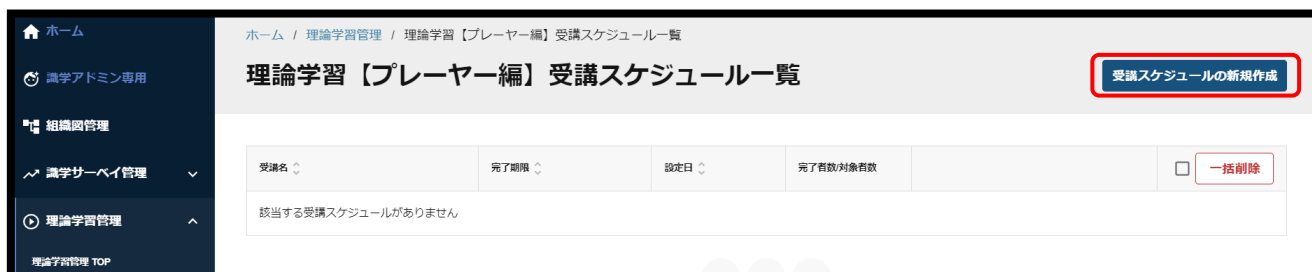 ホーム
識学アドミン専用
組織図管理
識学サーベイ管理
理論学習管理
理論学習管理 TOP
ホーム / 理論学習管理 / 理論学習【プレーヤー編】受講スケジュール一覧
理論学習【プレーヤー編】受講スケジュール一覧
受講スケジュールの新規作成
受講名 完了期限 設定日 完了者数/対象者数 一括削除
該当する受講スケジュールがありません